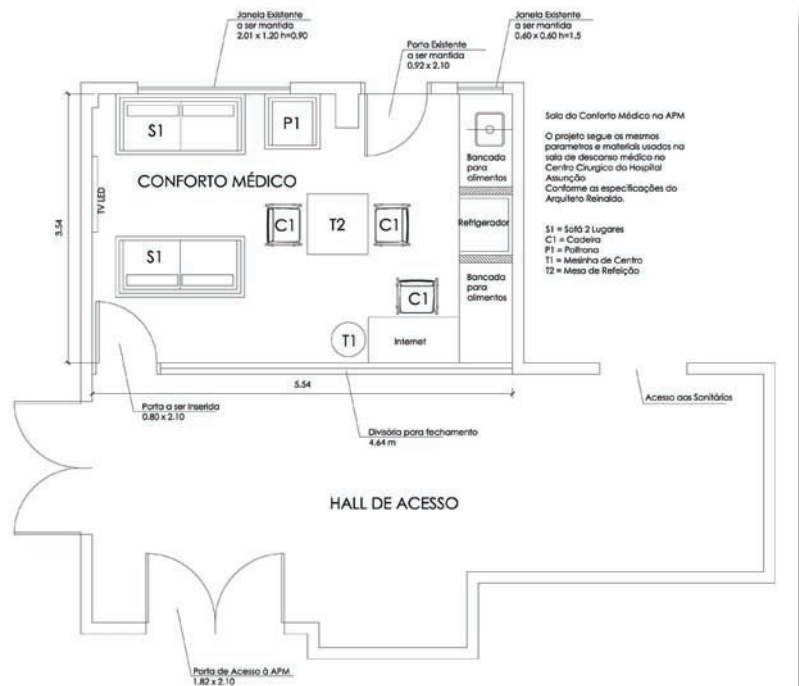 Janela Existente
a ser mantida
2.01 x 1.20 h=0.90
Janela Existente
a ser mantida
0.60 x 0.60 h=1.5
Porta Existente
a ser mantida
0.92 x 2.10
S1
P1
CONFORTO MÉDICO
TV LED
3.54
C1
T2
C1
S1
C1
T1
Internet
Bancada
para
alimentos
Refrigerador
Bancada
para
alimentos
Sala do Conforto Médico na APM
O projeto segue os mesmos
parametros e materiais usados na
sala de descanso médico no
Centro Cirurgico do Hospital
Assunção
Conforme as especificações do
Arquiteto Reinaldo.
S1 = Sofá 2 Lugares
C1 = Cadeira
P1 = Poltrona
T1 = Mesinha de Centro
T2 = Mesa de Refeição
5.54
Porta a ser Inserida
0.80 x 2.10
Divisória para fechamento
4.64 m
Acesso aos Sanitários
HALL DE ACESSO
Porta de Acesso à APM
1.82 x 2.10